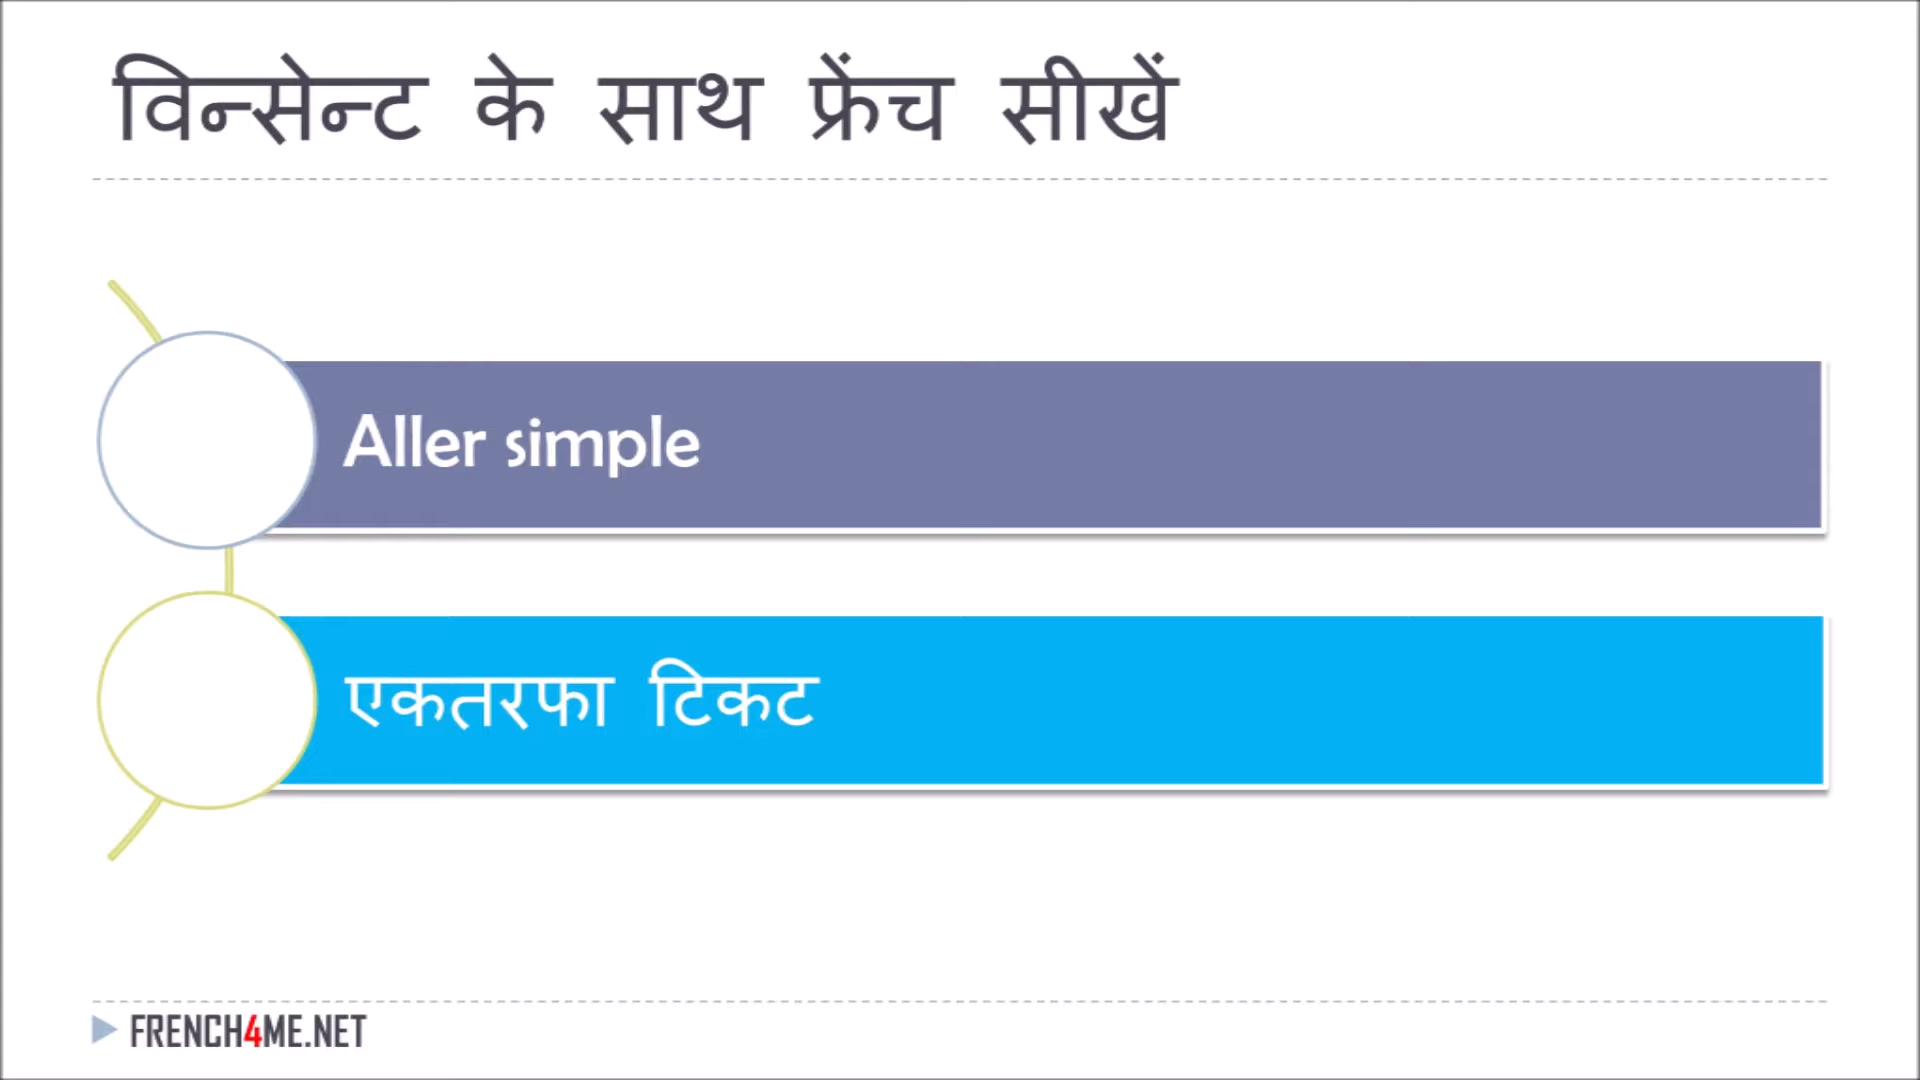 विन्सेन्ट के साथ फ्रेंच सीखें
Aller simple
एकतरफा टिकट
FRENCH4ME.NET